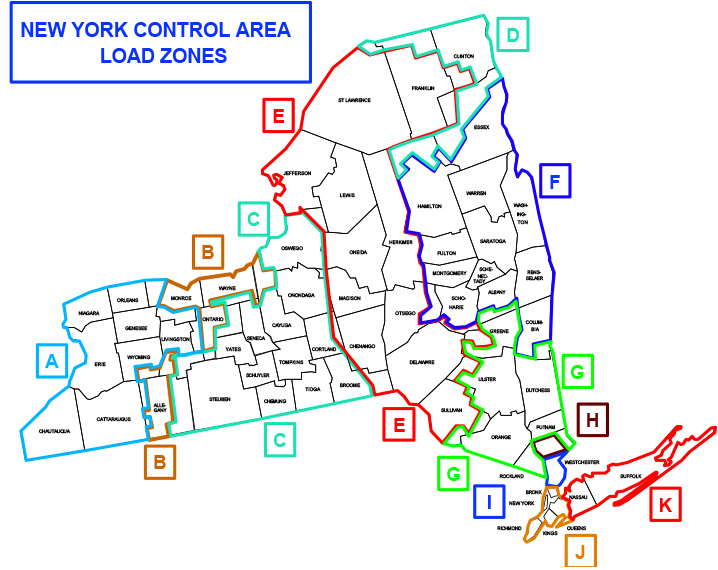 NEW YORK CONTROL AREA
LOAD ZONES
D
CLINTON
FRANKLIN
ST LAWRENCE
E
ESSEX
JEFFERSON
F
LEWIS
WARREN
HAMILTON
WASH-
ING-
TON
C
OSWEGO
ONEIDA
HERKIMER
SARATOGA
B
FULTON
MONTGOMERY
SCHE-
NEC-
TADY
RENS-
SELAER
WAYNE
ORLEANS
MONROE
ONONDAGA
MADISON
SCHO-
HARIE
ALBANY
NIAGARA
ONTARIO
OTSEGO
GENESEE
CAYUGA
COLUM-
BIA
GREENE
LIVINGSTON
SENECA
YATES
CORTLAND
CHENANGO
A
ERIE
WYOMING
TOMPKINS
DELAWARE
SCHUYLER
ULSTER
G
TIOGA
BROOME
DUTCHESS
STEUBEN
CHEMUNG
ALLE-
GANY
CATTARAUGUS
SULLIVAN
H
CHAUTAUQUA
E
C
PUTNAM
ORANGE
B
G
WESTCHESTER
ROCKLAND
SUFFOLK
I
BRONX
NEW YORK
NASSAU
K
RICHMOND
KINGS
QUEENS
J